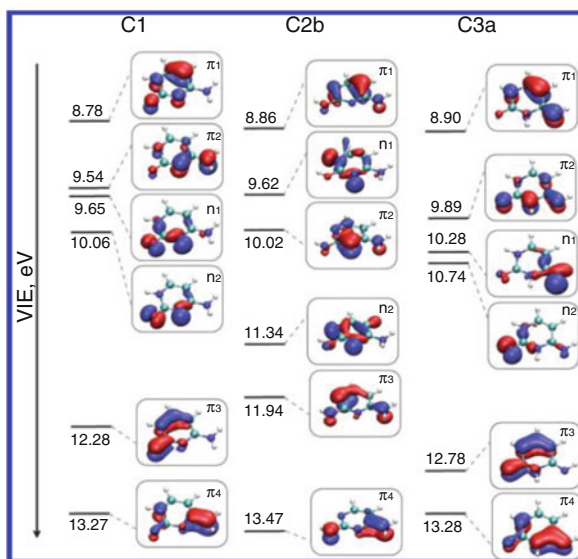 C1
C2b
C3a
VIE, eV
π1
8.78
π2
9.54
n1
9.65
10.06
n2
π3
12.28
π4
13.27
π1
8.86
n1
9.62
π2
10.02
n2
11.34
π3
11.94
π4
13.47
π1
8.90
π2
9.89
n1
10.28
10.74
n2
π3
12.78
π4
13.28